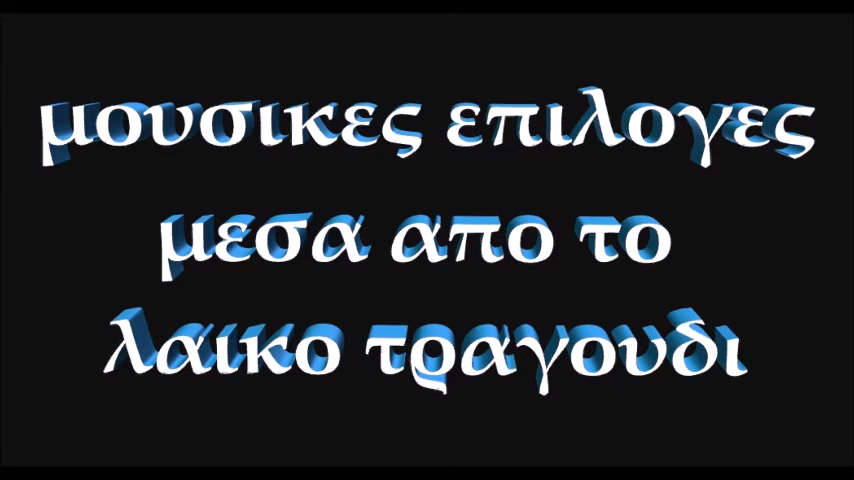 μουσικες επιλογες
μεσα απο το
λαικο τραγουδι